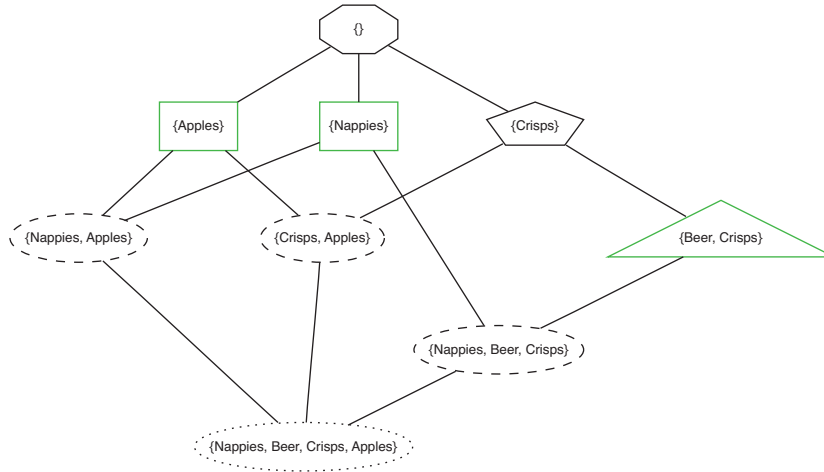 {}
{Apples}
{Nappies}
{Crisps}
{Nappies, Apples}
{Crisps, Apples}
{Beer, Crisps}
{Nappies, Beer, Crisps}
{Nappies, Beer, Crisps, Apples}